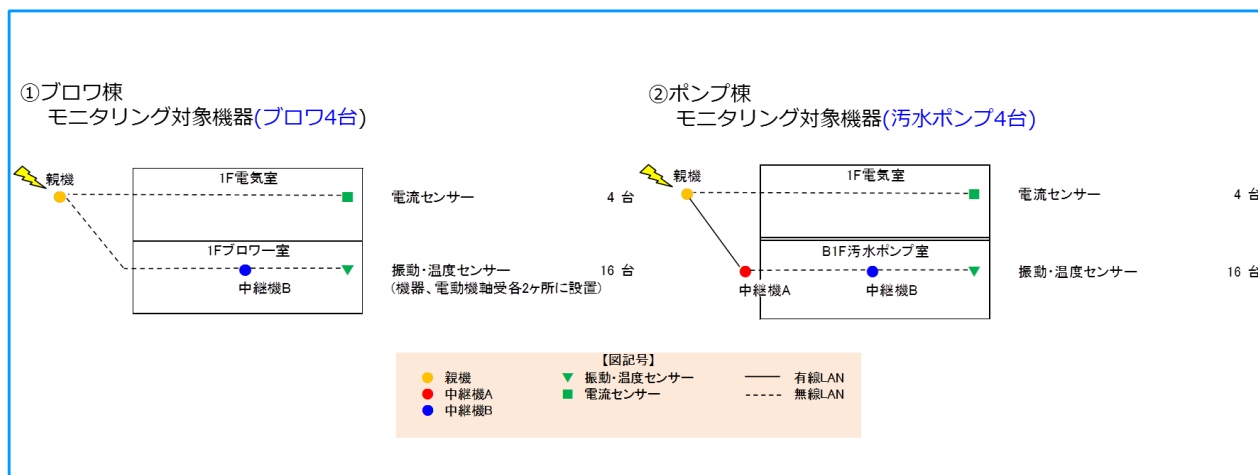 ①ブロワ棟
モニタリング対象機器(ブロワ4台)
親機
1F電気室
電流センサー 4 台
1Fブロワー室
中継機B
振動・温度センサー 16 台
(機器、電動機軸受各2ヶ所に設置)
②ポンプ棟
モニタリング対象機器(汚水ポンプ4台)
親機
1F電気室
電流センサー 4 台
B1F汚水ポンプ室
中継機A
中継機B
振動・温度センサー 16 台
【図記号】
親機 振動・温度センサー 有線LAN
中継機A 電流センサー 無線LAN
中継機B